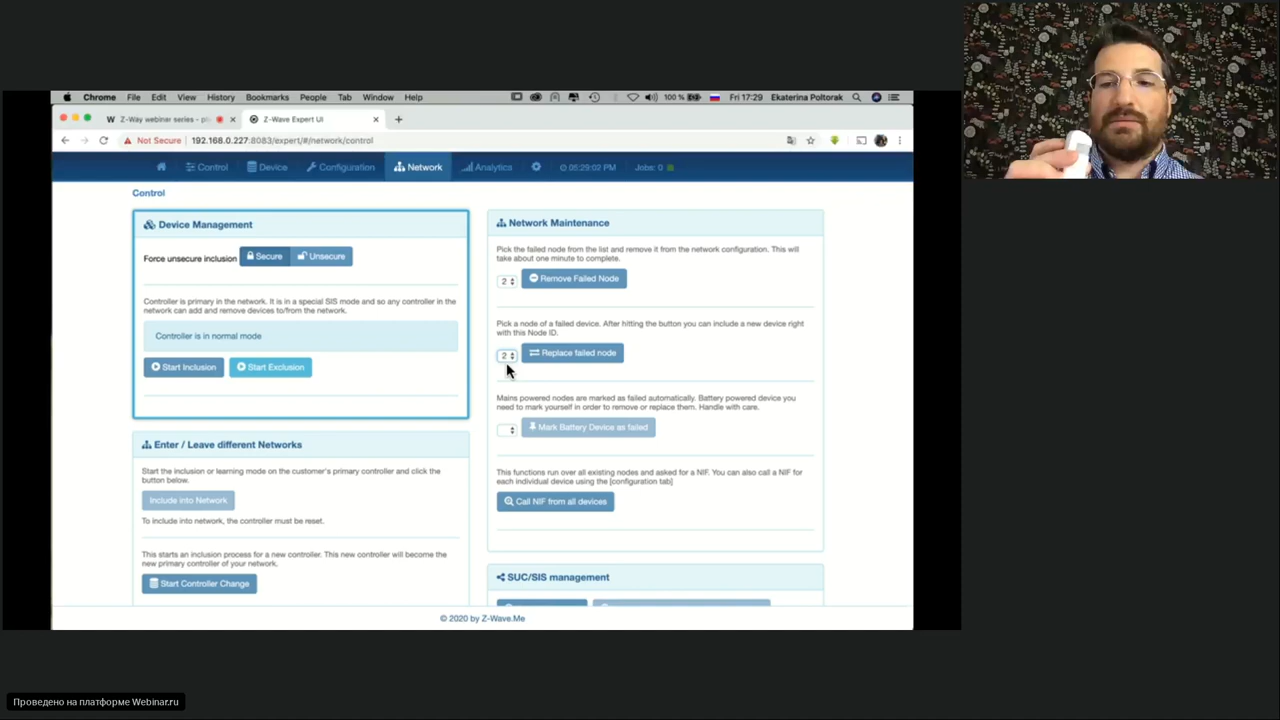 Chrome File Edit View History Bookmarks People Tab Window Help 100 % Fri 17:29 Ekaterina Poltorak
Z-Way webinar series - pl
Z-Wave Expert UI
Not Secure 192.168.0.227:8083/expert/#/network/control
Control Device Configuration Network Analytics 05:29:02 PM Jobs: 0
Control
Device Management
Force unsecure inclusion Secure Unsecure
Controller is primary in the network. It is in a special SIS mode and so any controller in the
network can add and remove devices to/from the network.
Controller is in normal mode
Start Inclusion Start Exclusion
Enter / Leave different Networks
Start the inclusion or learning mode on the customer's primary controller and click the
button below.
Include into Network
To include into network, the controller must be reset.
This starts an inclusion process for a new controller. This new controller will become the
new primary controller of your network.
Start Controller Change
Network Maintenance
Pick the failed node from the list and remove it from the network configuration. This will
take about one minute to complete.
2 Remove Failed Node
Pick a node of a failed device. After hitting the button you can include a new device right
with this Node ID.
2 Replace failed node
Mains powered nodes are marked as failed automatically. Battery powered device you
need to mark yourself in order to remove or replace them. Handle with care.
Mark Battery Device as failed
This functions run over all existing nodes and asked for a NIF. You can also call a NIF for
each individual device using the [configuration tab]
Call NIF from all devices
SUC/SIS management
© 2020 by Z-Wave.Me
Проведено на платформе Webinar.ru